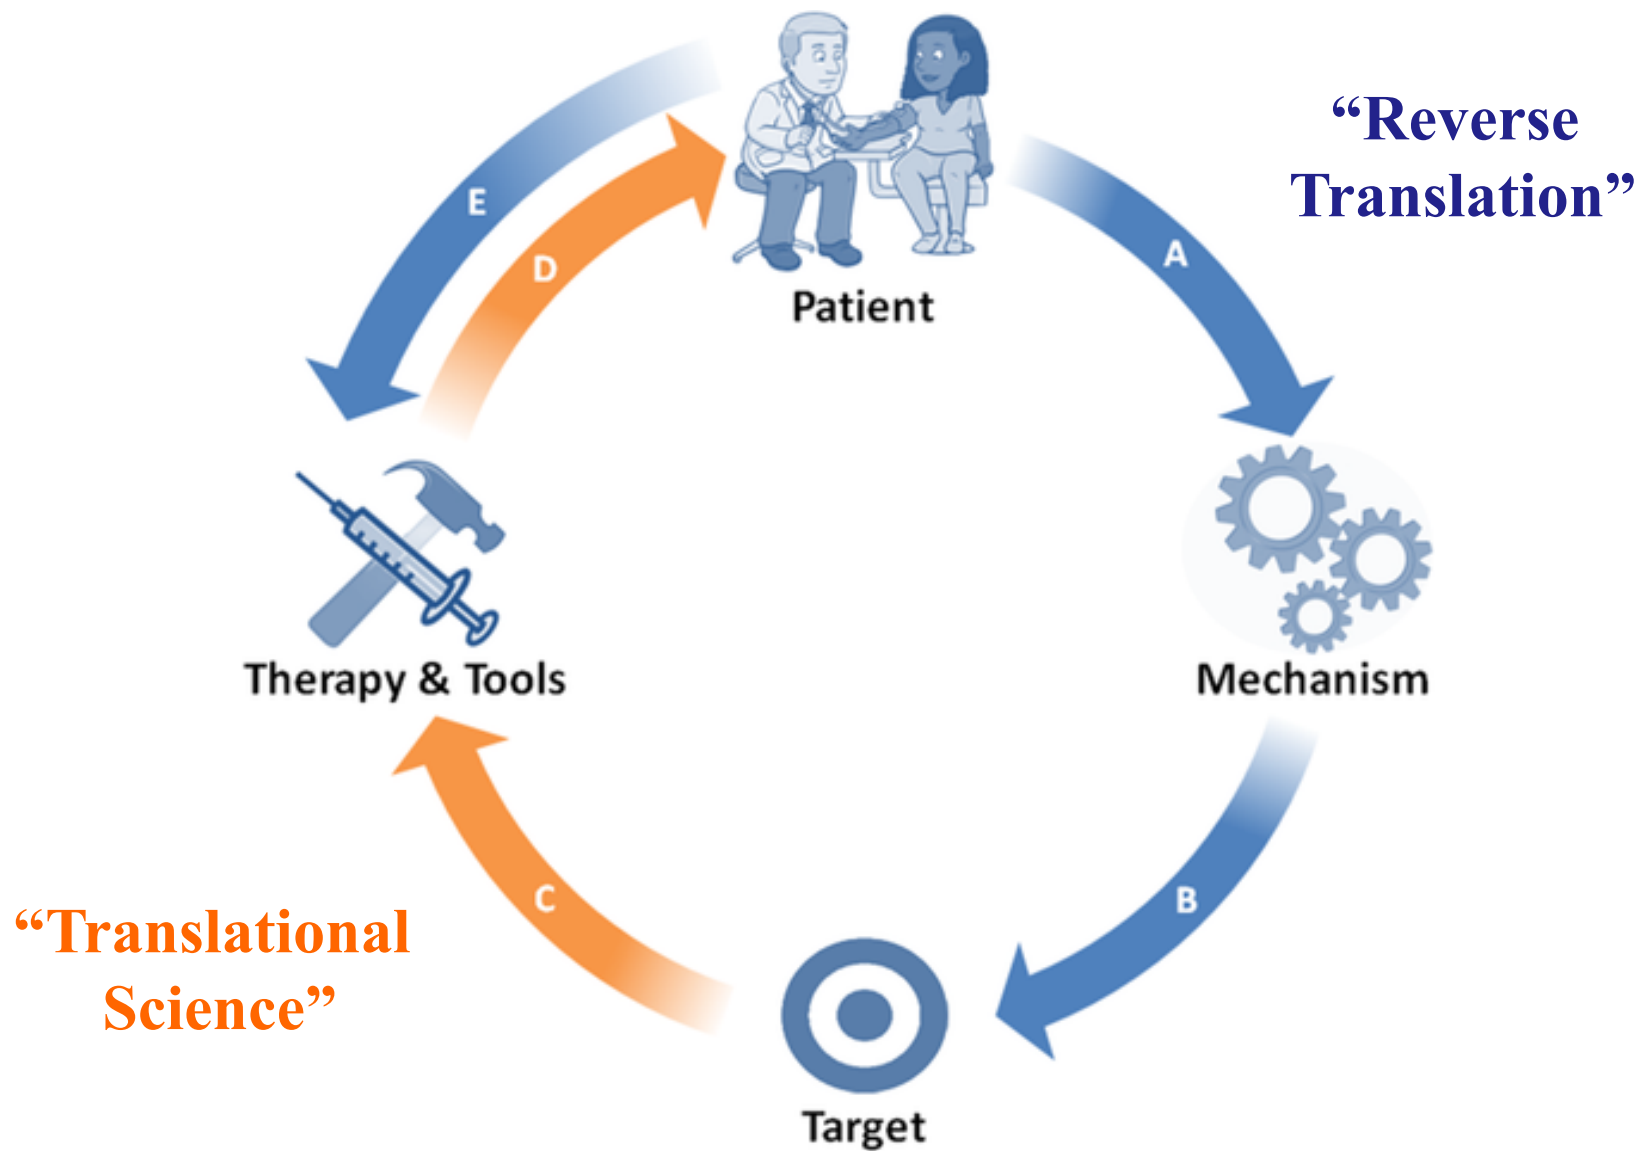 “Reverse
Translation”
E
A
D
Patient
Therapy & Tools
Mechanism
C
B
“Translational
Science”
Target